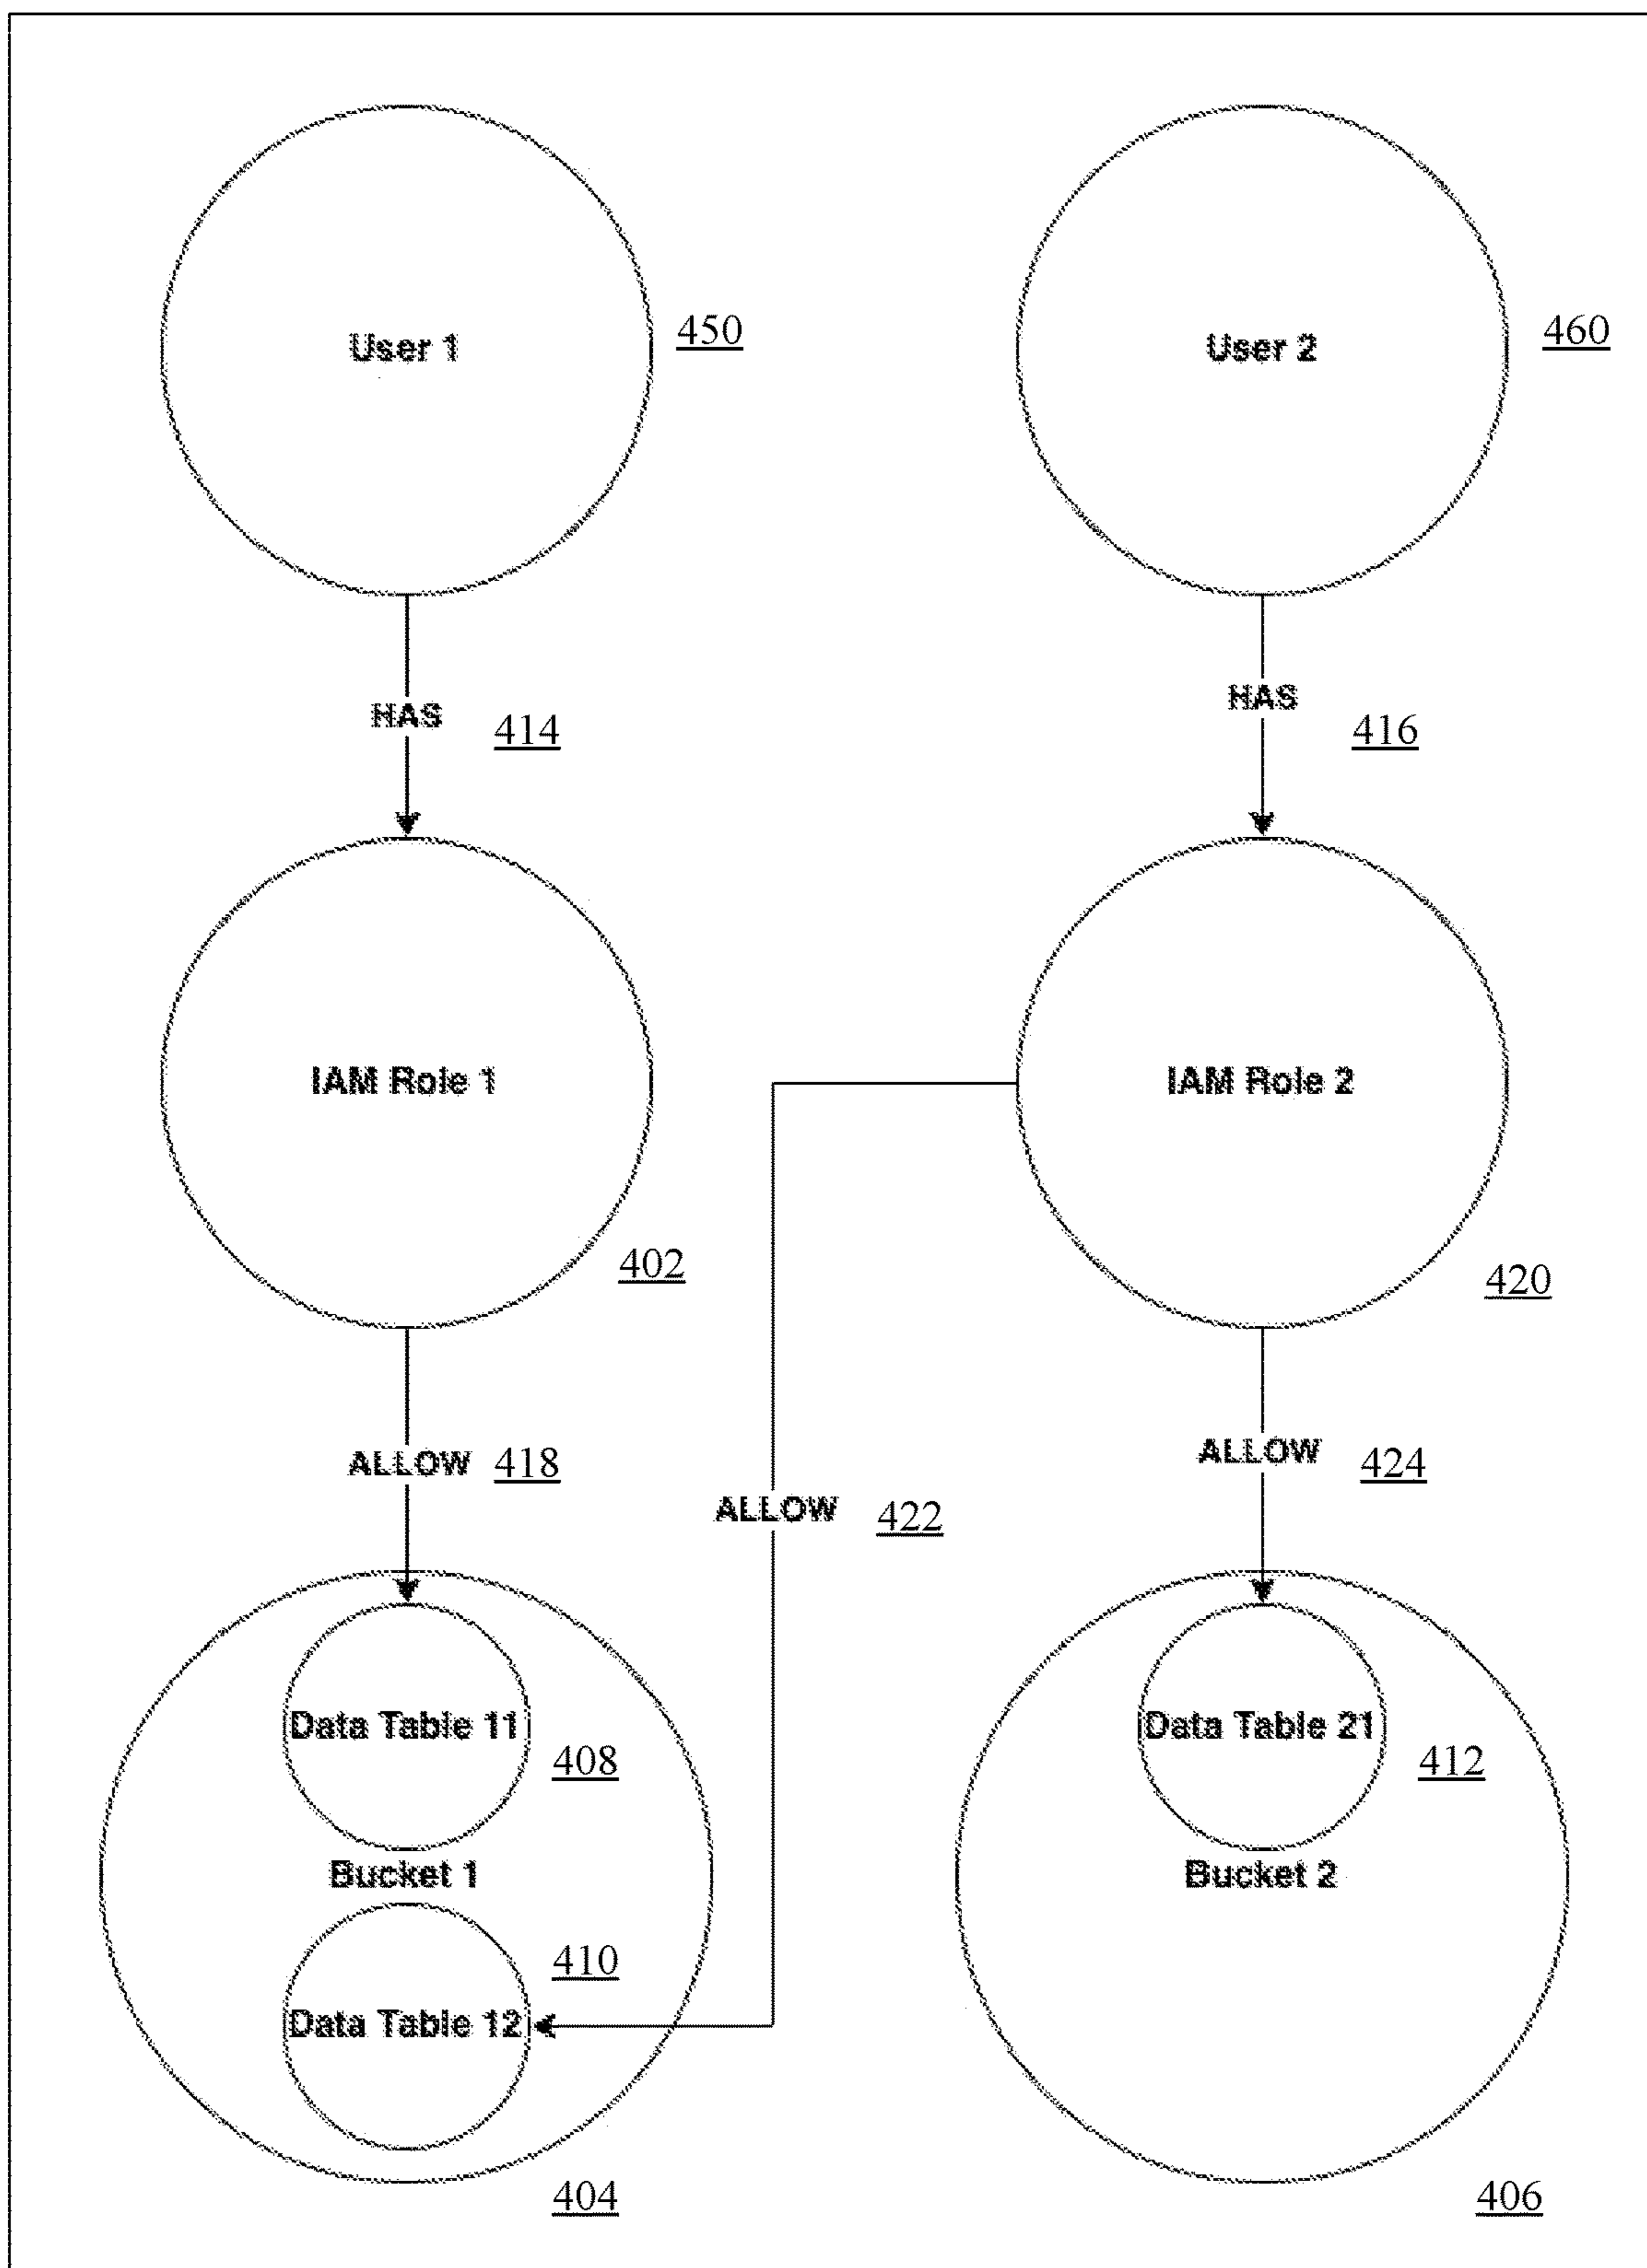 User 1
450
User 2
460
HAS
414
HAS
416
IAM Role 1
402
IAM Role 2
420
ALLOW
418
ALLOW
422
ALLOW
424
Data Table 11
408
Bucket 1
410
Data Table 12
404
Data Table 21
412
Bucket 2
406